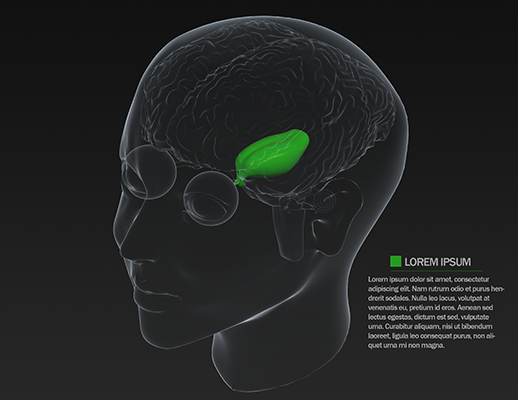 LOREM IPSUM
Lorem ipsum dolor sit amet, consectetur
adipiscing elit. Nam rutrum odio et purus hen-
drerit sodales. Nulla leo lacus, volutpat at
venenatis eu, pretium id eros. Aenean sed
lectus egestas, dictum justo sed, vulputate
urna. Curabitur aliquam, nisi ut bibendum
laoreet, ligula leo consequat purus, non ali-
quet urna mi non magna.